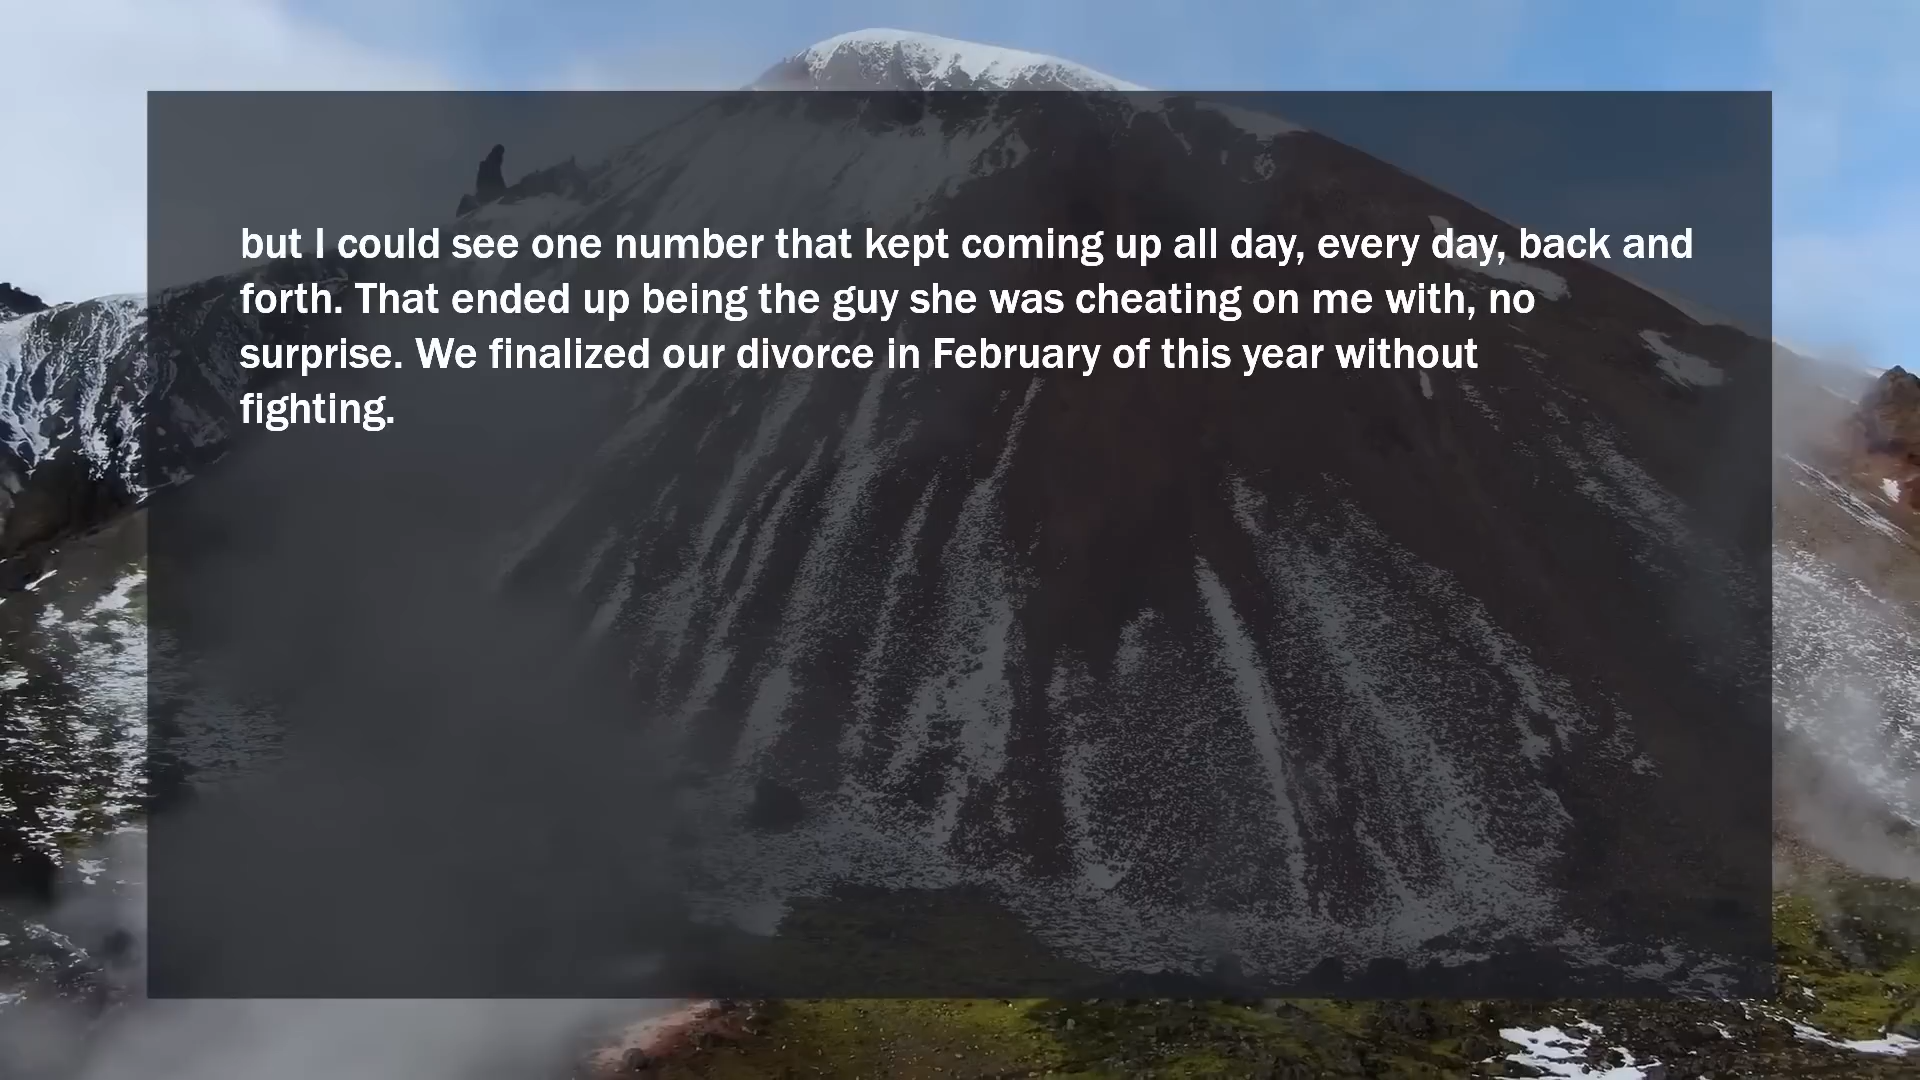 but I could see one number that kept coming up all day, every day, back and
forth. That ended up being the guy she was cheating on me with, no
surprise. We finalized our divorce in February of this year without
fighting.